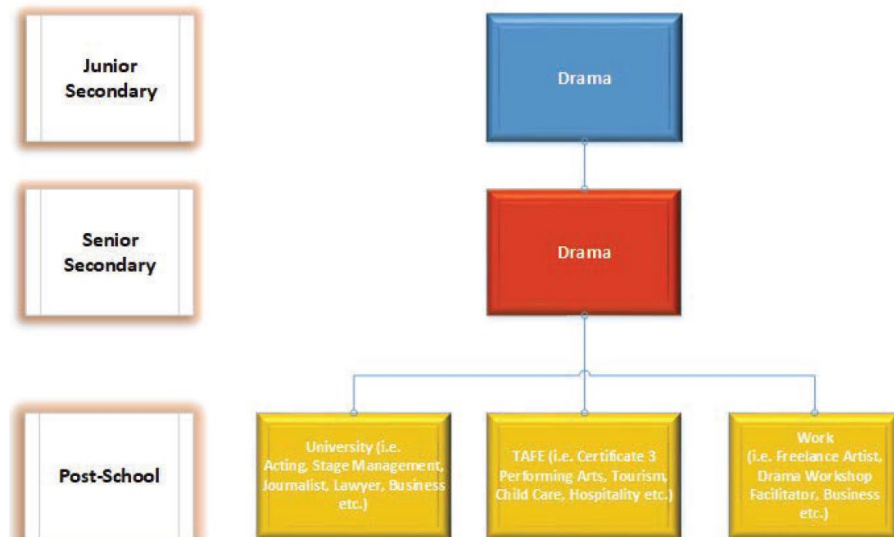 Junior
Secondary
Drama
Senior
Secondary
Drama
Post-School
University (i.e.
Acting, Stage Management,
Journalist, Lawyer, Business
etc.)
TAFE (i.e. Certificate 3
Performing Arts, Tourism,
Child Care, Hospitality etc.)
Work
(i.e. Freelance Artist,
Drama Workshop
Facilitator, Business
etc.)